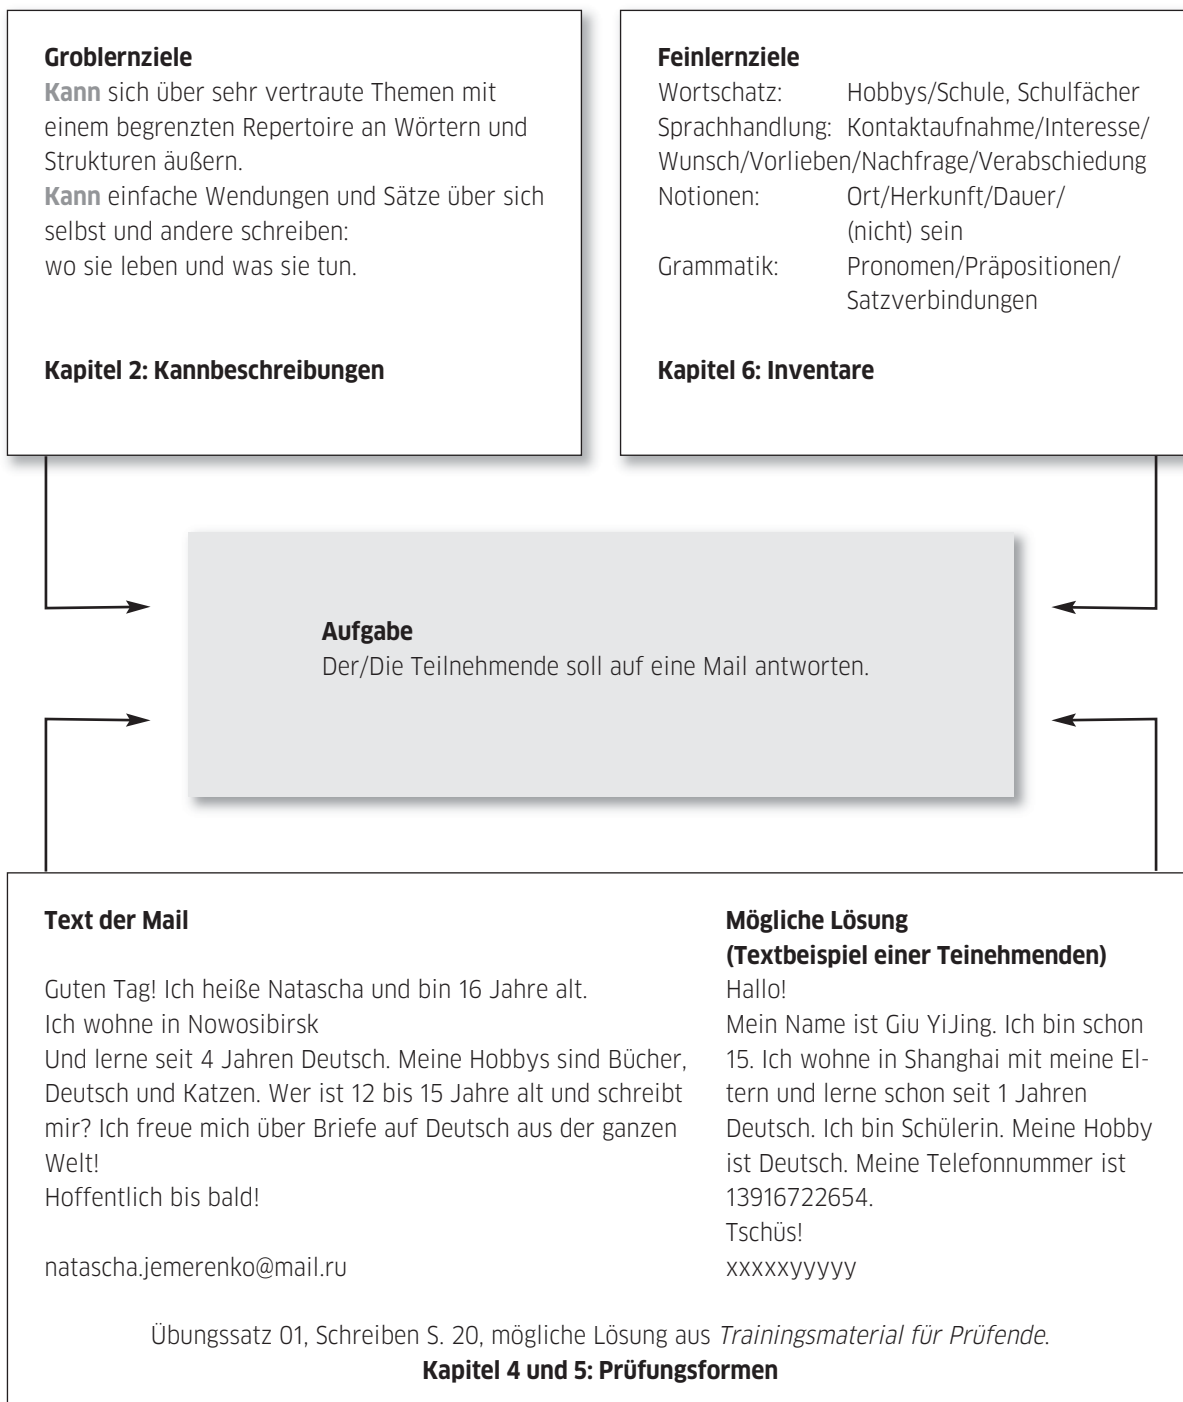 Groblernziele
Kann sich über sehr vertraute Themen mit
einem begrenzten Repertoire an Wörtern und
Strukturen äußern.
Kann einfache Wendungen und Sätze über sich
selbst und andere schreiben:
wo sie leben und was sie tun.
Kapitel 2: Kannbeschreibungen
Feinlernziele
Wortschatz: Hobbys/Schule, Schulfächer
Sprachhandlung: Kontaktaufnahme/Interesse/
Wunsch/Vorlieben/Nachfrage/Verabschiedung
Notionen: Ort/Herkunft/Dauer/
(nicht) sein
Grammatik: Pronomen/Präpositionen/
Satzverbindungen
Kapitel 6: Inventare
Aufgabe
Der/Die Teilnehmende soll auf eine Mail antworten.
Text der Mail
Guten Tag! Ich heiße Natascha und bin 16 Jahre alt.
Ich wohne in Nowosibirsk
Und lerne seit 4 Jahren Deutsch. Meine Hobbys sind Bücher,
Deutsch und Katzen. Wer ist 12 bis 15 Jahre alt und schreibt
mir? Ich freue mich über Briefe auf Deutsch aus der ganzen
Welt!
Hoffentlich bis bald!
natascha.jemerenko@mail.ru
Mögliche Lösung
(Textbeispiel einer Teinehmenden)
Hallo!
Mein Name ist Giu YiJing. Ich bin schon
15. Ich wohne in Shanghai mit meine El-
tern und lerne schon seit 1 Jahren
Deutsch. Ich bin Schülerin. Meine Hobby
ist Deutsch. Meine Telefonnummer ist
13916722654.
Tschüs!
xxxxxyyyyy
Übungssatz 01, Schreiben S. 20, mögliche Lösung aus Trainingsmaterial für Prüfende.
Kapitel 4 und 5: Prüfungsformen